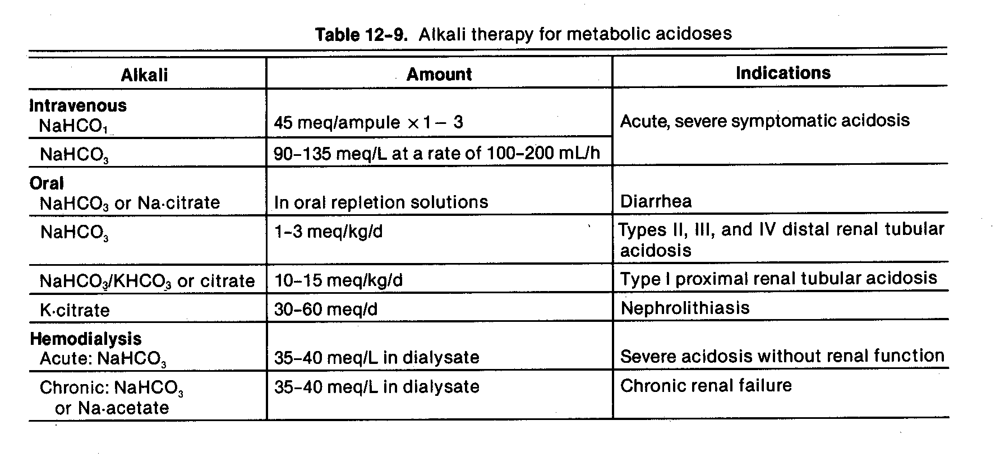 Table 12–9. Alkali therapy for metabolic acidoses
Alkali Amount Indications
Intravenous
NaHCO₁ 45 meq/ampule × 1 – 3 Acute, severe symptomatic acidosis
NaHCO₃ 90–135 meq/L at a rate of 100–200 mL/h
Oral
NaHCO₃ or Na·citrate In oral repletion solutions Diarrhea
NaHCO₃ 1–3 meq/kg/d Types II, III, and IV distal renal tubular
acidosis
NaHCO₃/KHCO₃ or citrate 10–15 meq/kg/d Type I proximal renal tubular acidosis
K·citrate 30–60 meq/d Nephrolithiasis
Hemodialysis
Acute: NaHCO₃ 35–40 meq/L in dialysate Severe acidosis without renal function
Chronic: NaHCO₃ 35–40 meq/L in dialysate Chronic renal failure
or Na·acetate